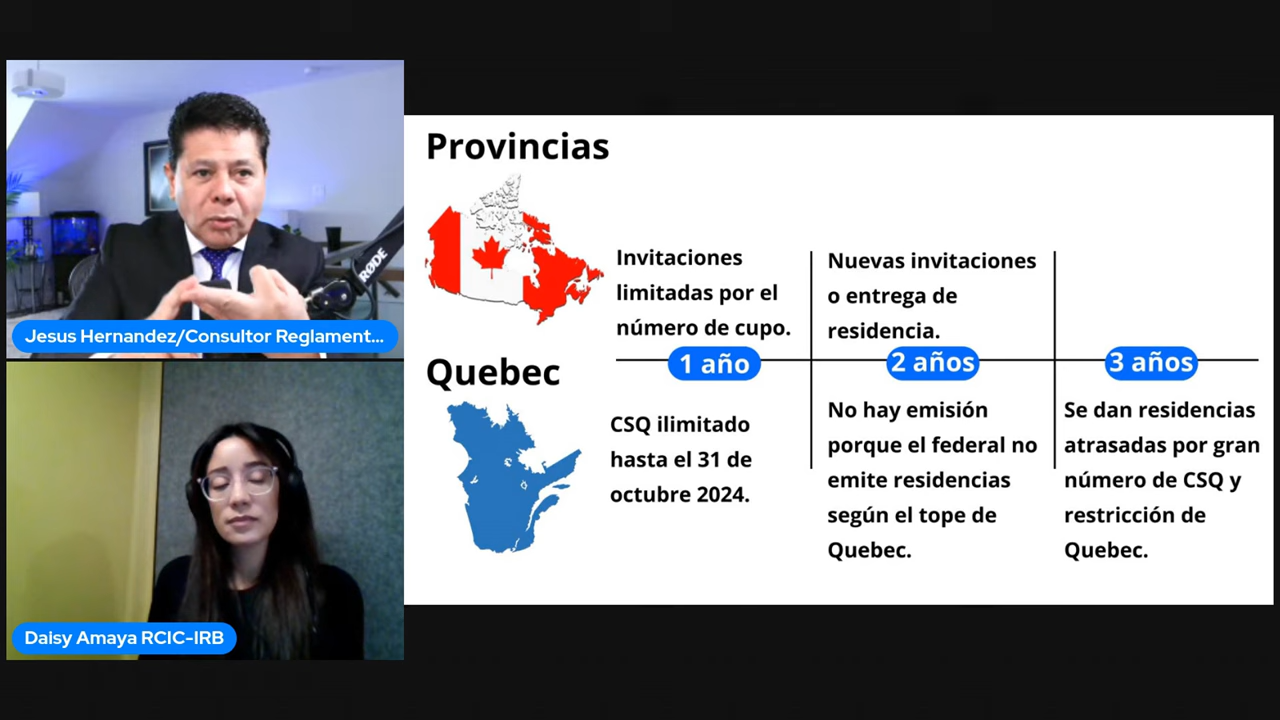 RØDE
Jesus Hernandez/Consultor Reglament...
Daisy Amaya RCIC-IRB
Provincias
Invitaciones
limitadas por el
número de cupo.
Nuevas invitaciones
o entrega de
residencia.
1 año
2 años
3 años
Quebec
CSQ ilimitado
hasta el 31 de
octubre 2024.
No hay emisión
porque el federal no
emite residencias
según el tope de
Quebec.
Se dan residencias
atrasadas por gran
número de CSQ y
restricción de
Quebec.